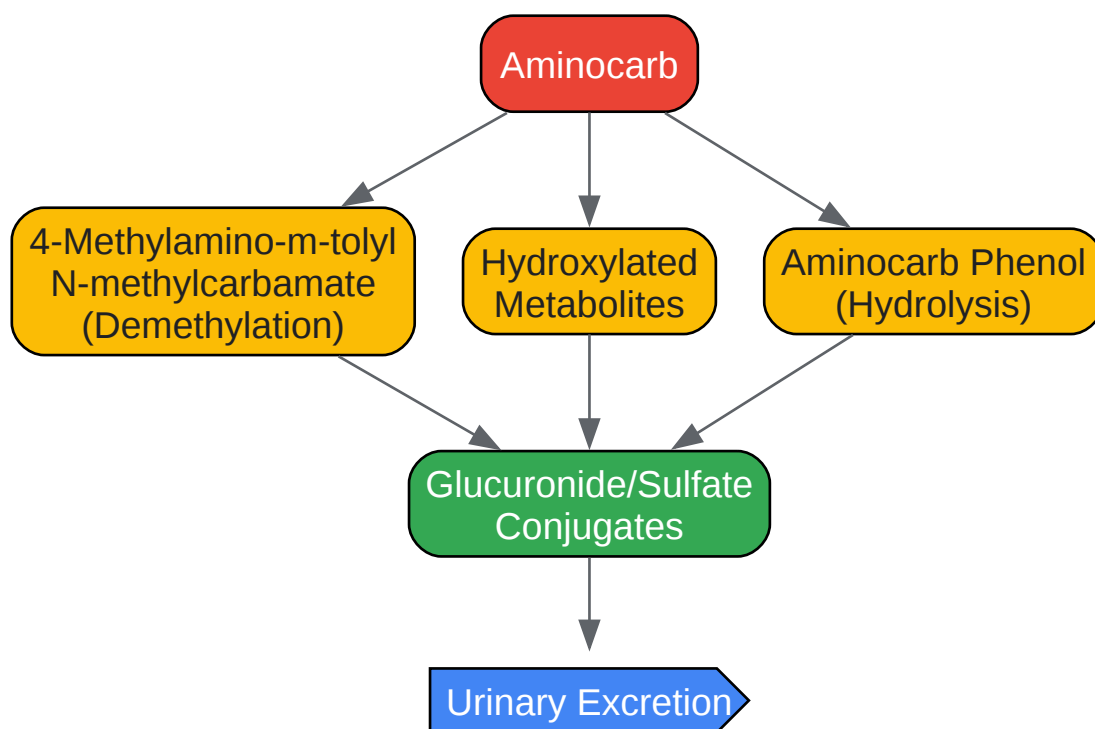 Aminocarb
4-Methylamino-m-tolyl
N-methylcarbamate
(Demethylation)
Hydroxylated
Metabolites
Aminocarb Phenol
(Hydrolysis)
Glucuronide/Sulfate
Conjugates
Urinary Excretion